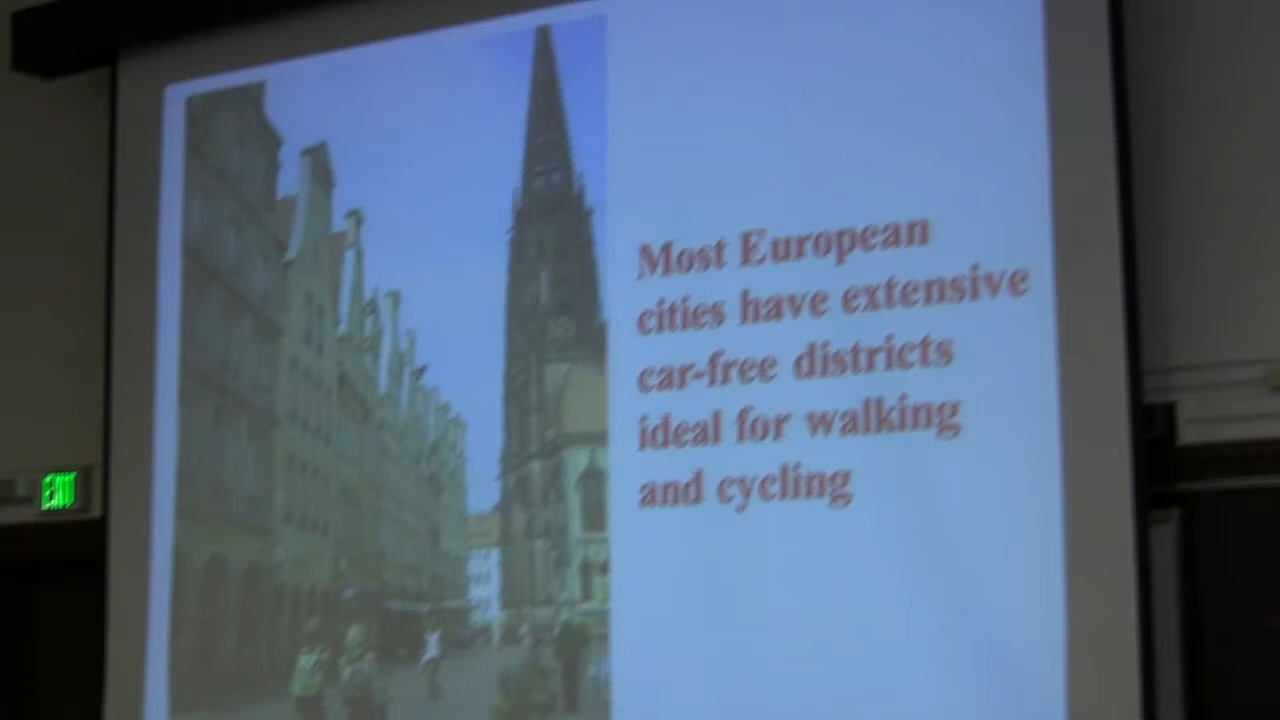 Most European
cities have extensive
car-free districts
ideal for walking
and cycling
EXIT